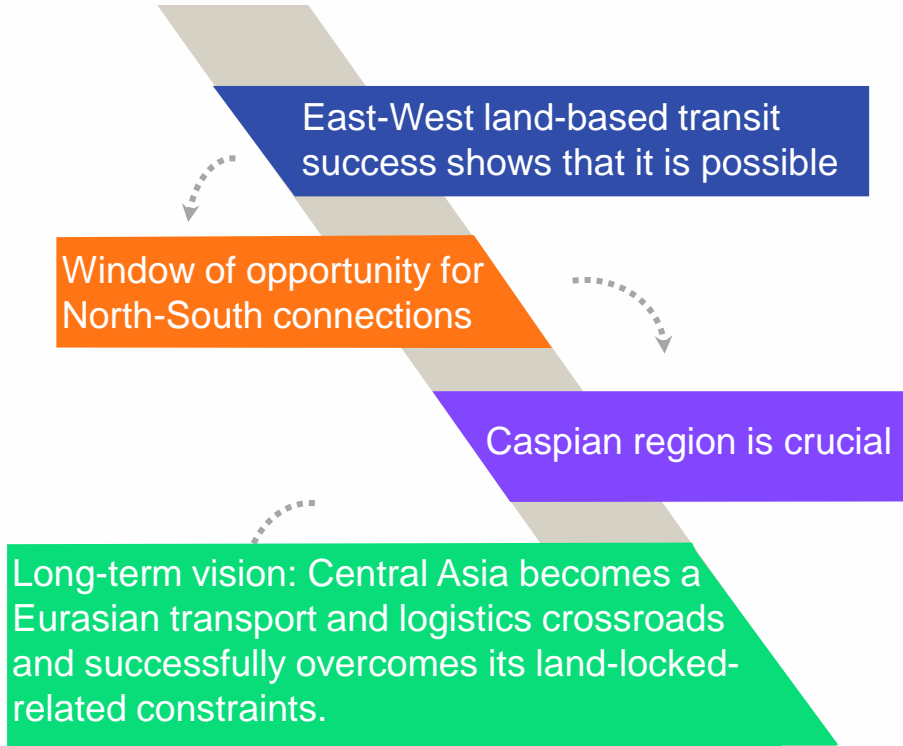 East-West land-based transit
success shows that it is possible
Window of opportunity for
North-South connections
Caspian region is crucial
Long-term vision: Central Asia becomes a
Eurasian transport and logistics crossroads
and successfully overcomes its land-locked-
related constraints.